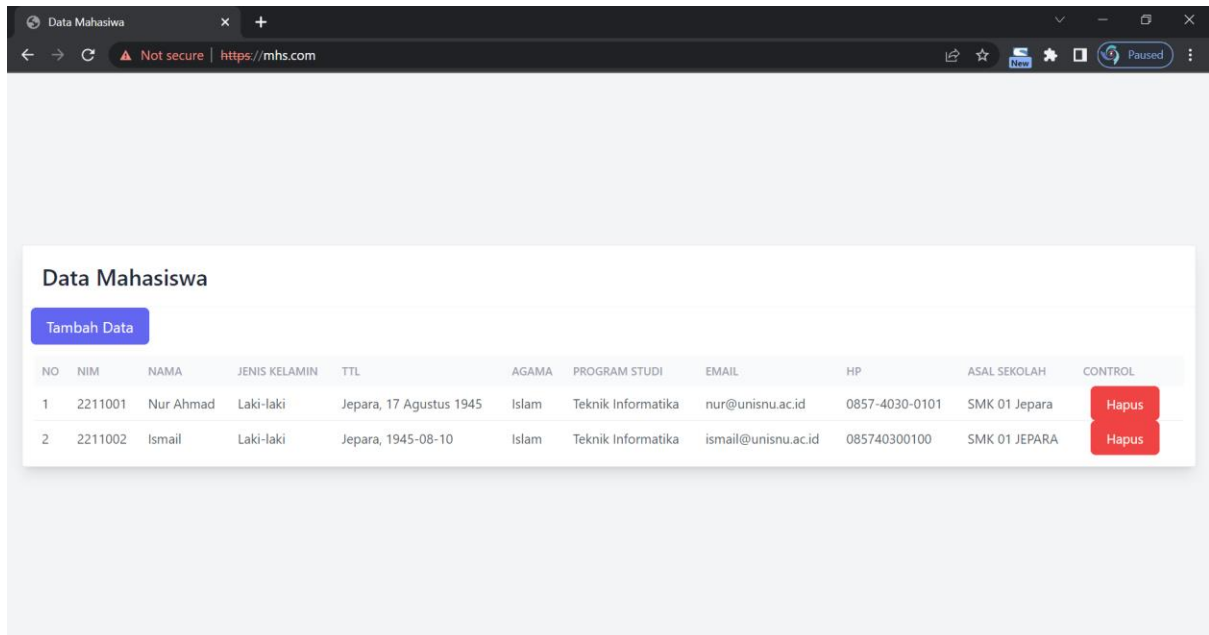 Data Mahasiwa
Not secure | https://mhs.com
New
Paused
Data Mahasiswa
Tambah Data
NO NIM NAMA JENIS KELAMIN TTL AGAMA PROGRAM STUDI EMAIL HP ASAL SEKOLAH CONTROL
1 2211001 Nur Ahmad Laki-laki Jepara, 17 Agustus 1945 Islam Teknik Informatika nur@unisnu.ac.id 0857-4030-0101 SMK 01 Jepara Hapus
2 2211002 Ismail Laki-laki Jepara, 1945-08-10 Islam Teknik Informatika ismail@unisnu.ac.id 085740300100 SMK 01 JEPARA Hapus